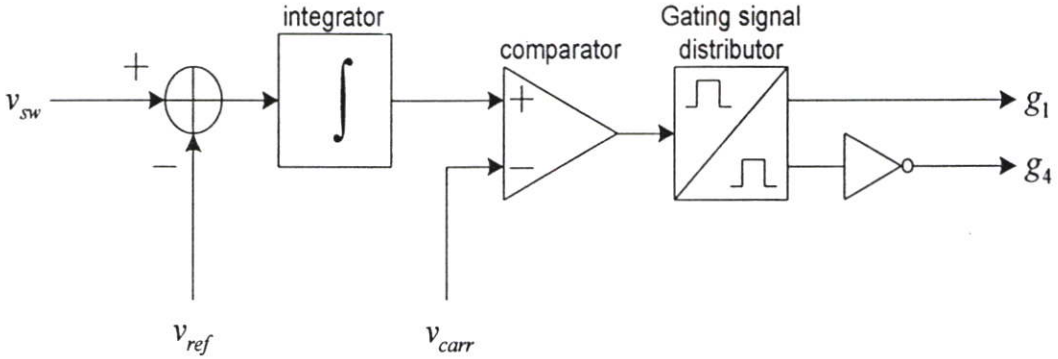 integrator
Gating signal
distributor
comparator
+
v_sw
∫
+
g_1
−
−
g_4
v_ref
v_carr